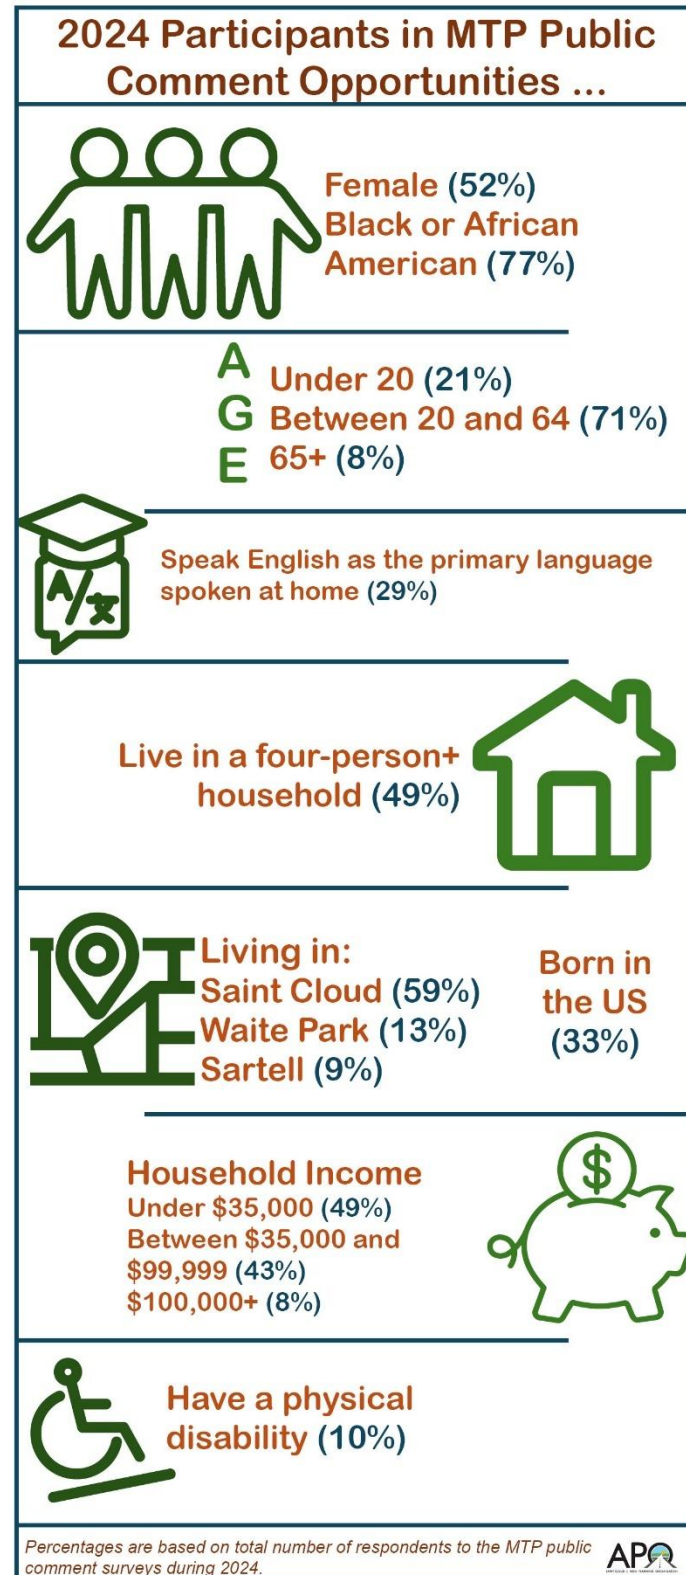 2024 Participants in MTP Public
Comment Opportunities ...
Female (52%)
Black or African
American (77%)
A
G
E
Under 20 (21%)
Between 20 and 64 (71%)
65+ (8%)
A/文
Speak English as the primary language
spoken at home (29%)
Live in a four-person+
household (49%)
Living in:
Saint Cloud (59%)
Waite Park (13%)
Sartell (9%)
Born in
the US
(33%)
$
Household Income
Under $35,000 (49%)
Between $35,000 and
$99,999 (43%)
$100,000+ (8%)
Have a physical
disability (10%)
Percentages are based on total number of respondents to the MTP public
comment surveys during 2024.
APO